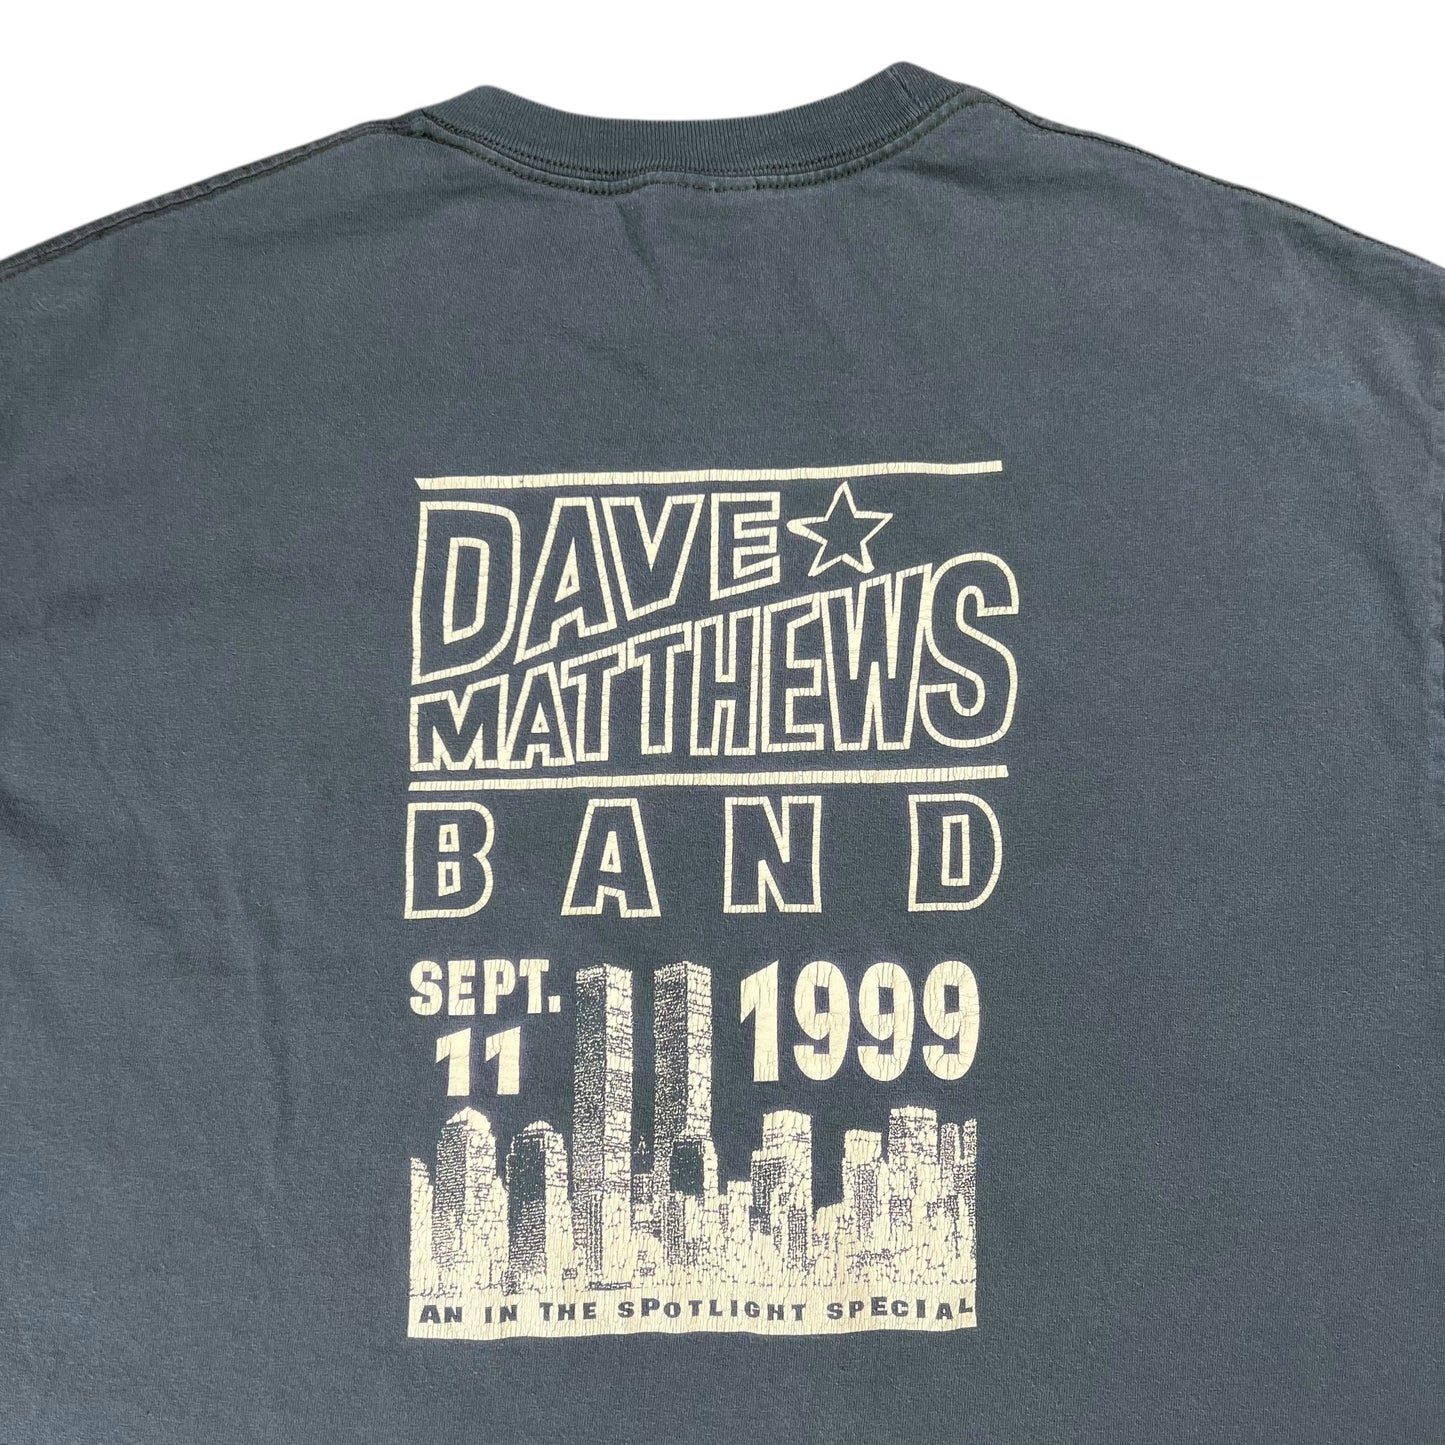 DAVE
MATTHEWS
BAND
SEPT.
11
1999
AN IN THE SPOTLIGHT SPECIAL